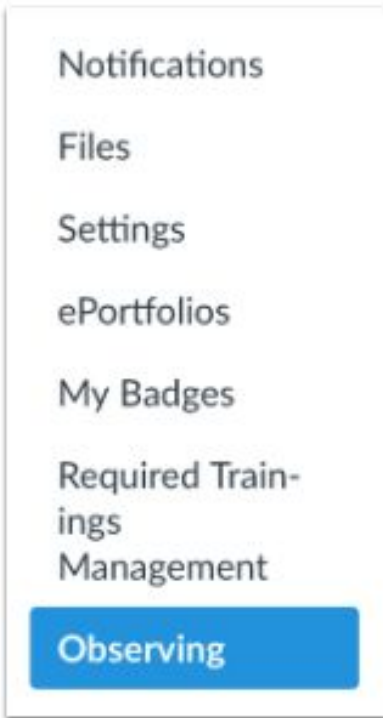 Notifications
Files
Settings
ePortfolios
My Badges
Required Train-
ings
Management
Observing